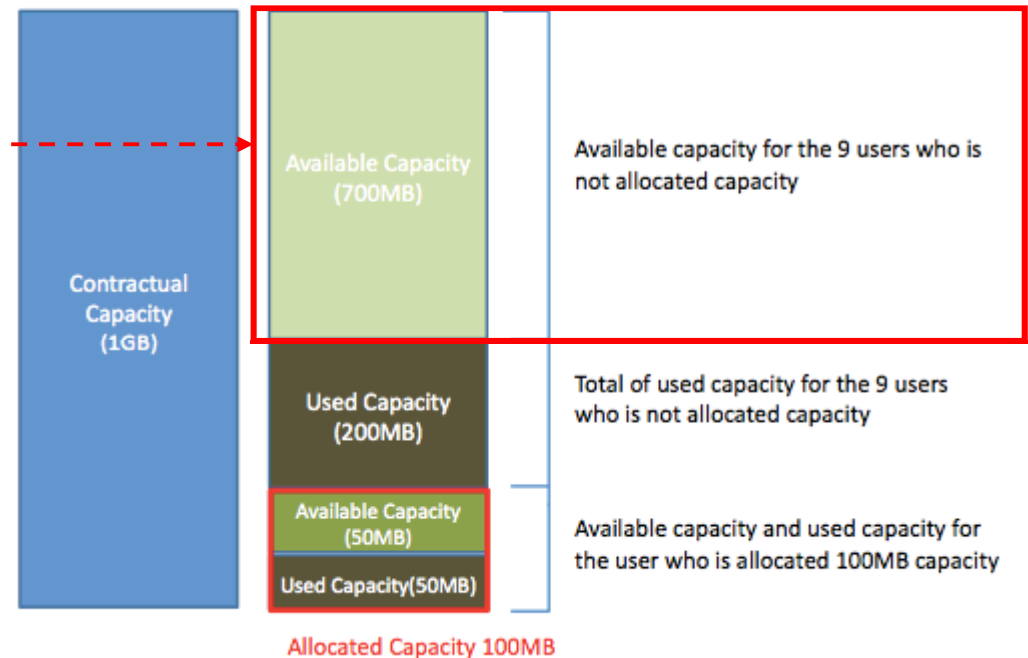 Contractual
Capacity
(1GB)
Available Capacity
(700MB)
Available capacity for the 9 users who is
not allocated capacity
Used Capacity
(200MB)
Total of used capacity for the 9 users
who is not allocated capacity
Available Capacity
(50MB)
Used Capacity(50MB)
Available capacity and used capacity for
the user who is allocated 100MB capacity
Allocated Capacity 100MB